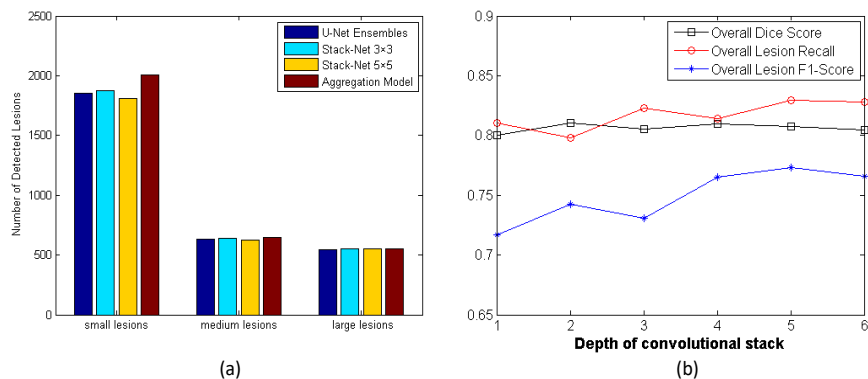 2500
2000
1500
1000
500
0
Number of Detected Lesions
U-Net Ensembles
Stack-Net 3×3
Stack-Net 5×5
Aggregation Model
small lesions
medium lesions
large lesions
(a)
0.9
0.85
0.8
0.75
0.7
0.65
Overall Dice Score
Overall Lesion Recall
Overall Lesion F1-Score
1
2
3
4
5
6
Depth of convolutional stack
(b)